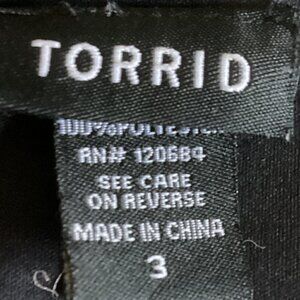 TORRID
100% POLYESTER
RN# 120684
SEE CARE
ON REVERSE
MADE IN CHINA
3